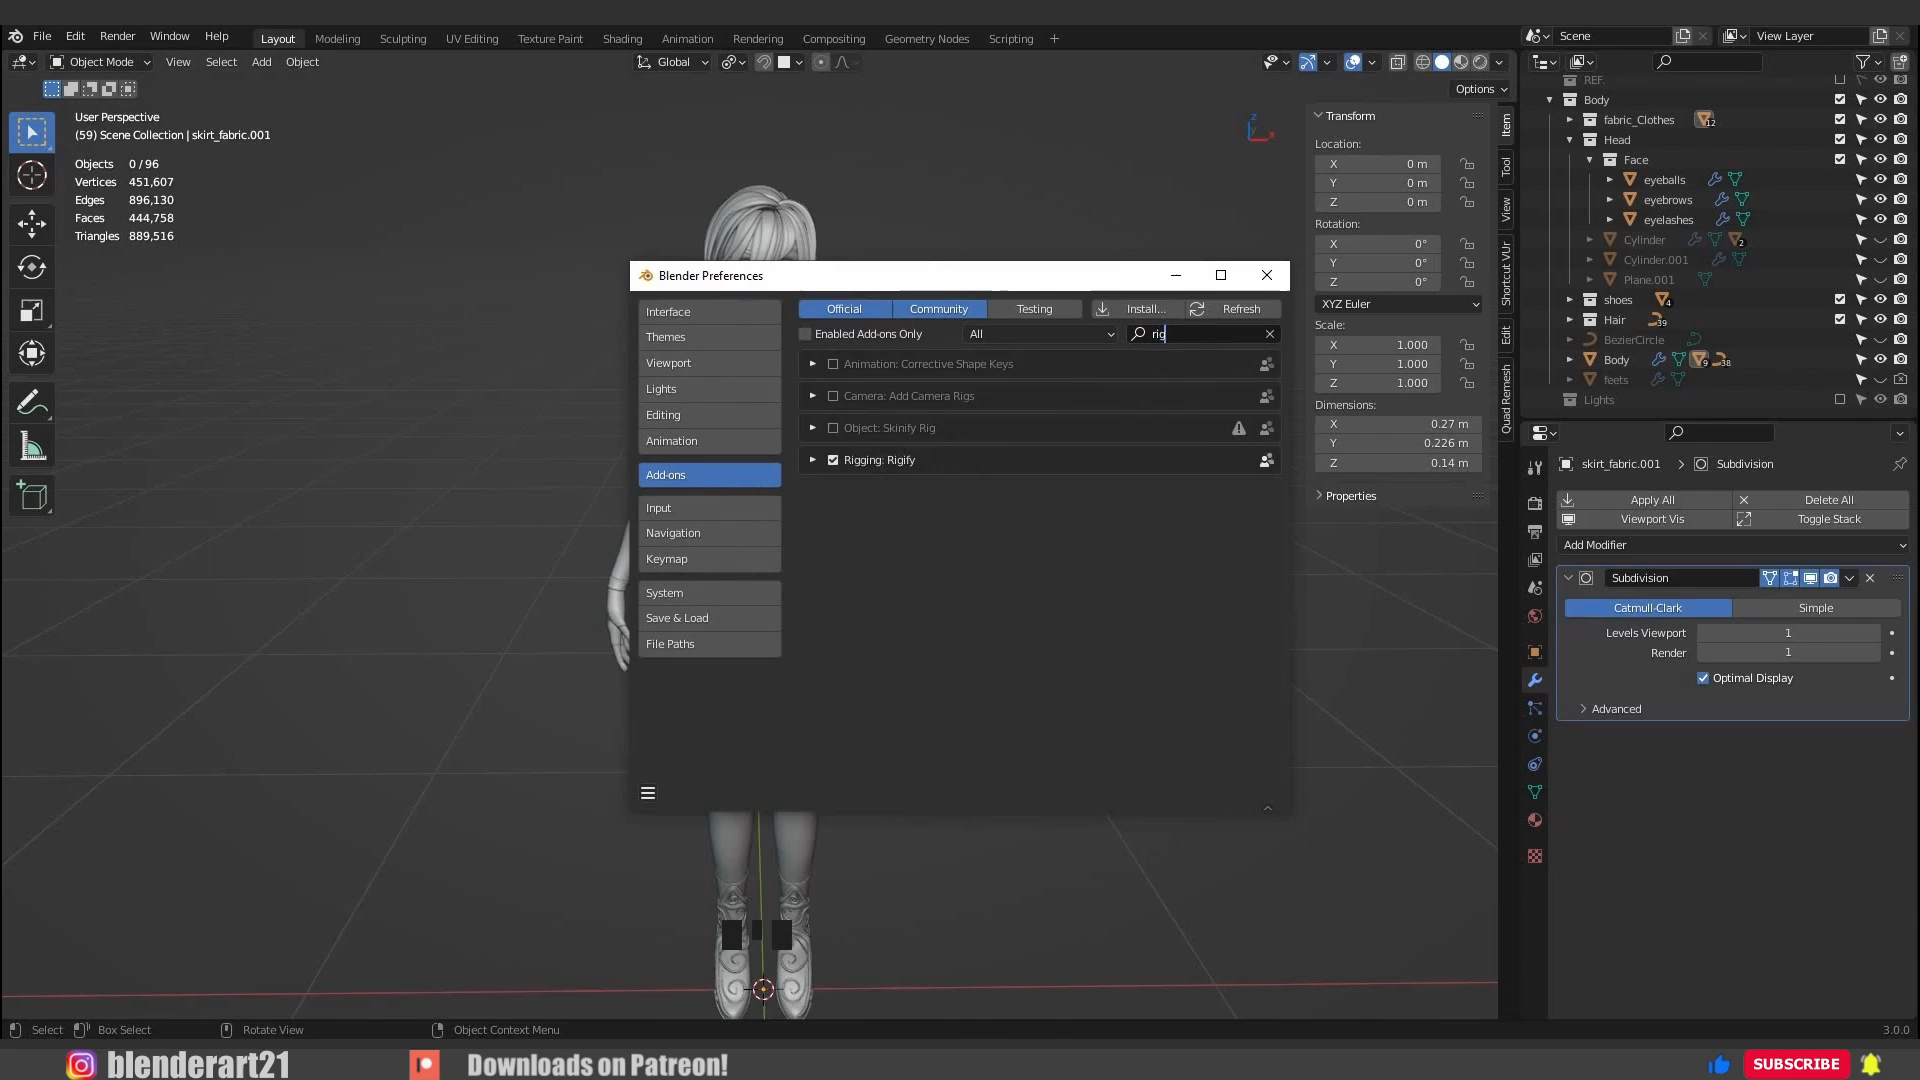 File Edit Render Window Help Layout Modeling Sculpting UV Editing Texture Paint Shading Animation Rendering Compositing Geometry Nodes Scripting
Scene View Layer
Object Mode View Select Add Object Global
Options
User Perspective
(59) Scene Collection | skirt_fabric.001
Objects 0 / 96
Vertices 451,607
Edges 896,130
Faces 444,758
Triangles 889,516
Z
X
Y
Blender Preferences
Interface
Themes
Viewport
Lights
Editing
Animation
Add-ons
Input
Navigation
Keymap
System
Save & Load
File Paths
Official Community Testing Install... Refresh
Enabled Add-ons Only All rig
Animation: Corrective Shape Keys
Camera: Add Camera Rigs
Object: Skinify Rig
Rigging: Rigify
Transform
Location:
X 0 m
Y 0 m
Z 0 m
Rotation:
X 0°
Y 0°
Z 0°
XYZ Euler
Scale:
X 1.000
Y 1.000
Z 1.000
Dimensions:
X 0.27 m
Y 0.226 m
Z 0.14 m
Properties
Item
Tool
View
Shortcut VUr
Edit
Quad Remesh
REF.
Body
fabric_Clothes 12
Head
Face
eyeballs
eyebrows
eyelashes
Cylinder 2
Cylinder.001
Plane.001
shoes 4
Hair 39
BezierCircle
Body 9 38
feets
Lights
skirt_fabric.001 > Subdivision
Apply All Delete All
Viewport Vis Toggle Stack
Add Modifier
Subdivision
Catmull-Clark Simple
Levels Viewport 1
Render 1
Optimal Display
Advanced
Select Box Select Rotate View Object Context Menu 3.0.0
blenderart21 Downloads on Patreon! SUBSCRIBE